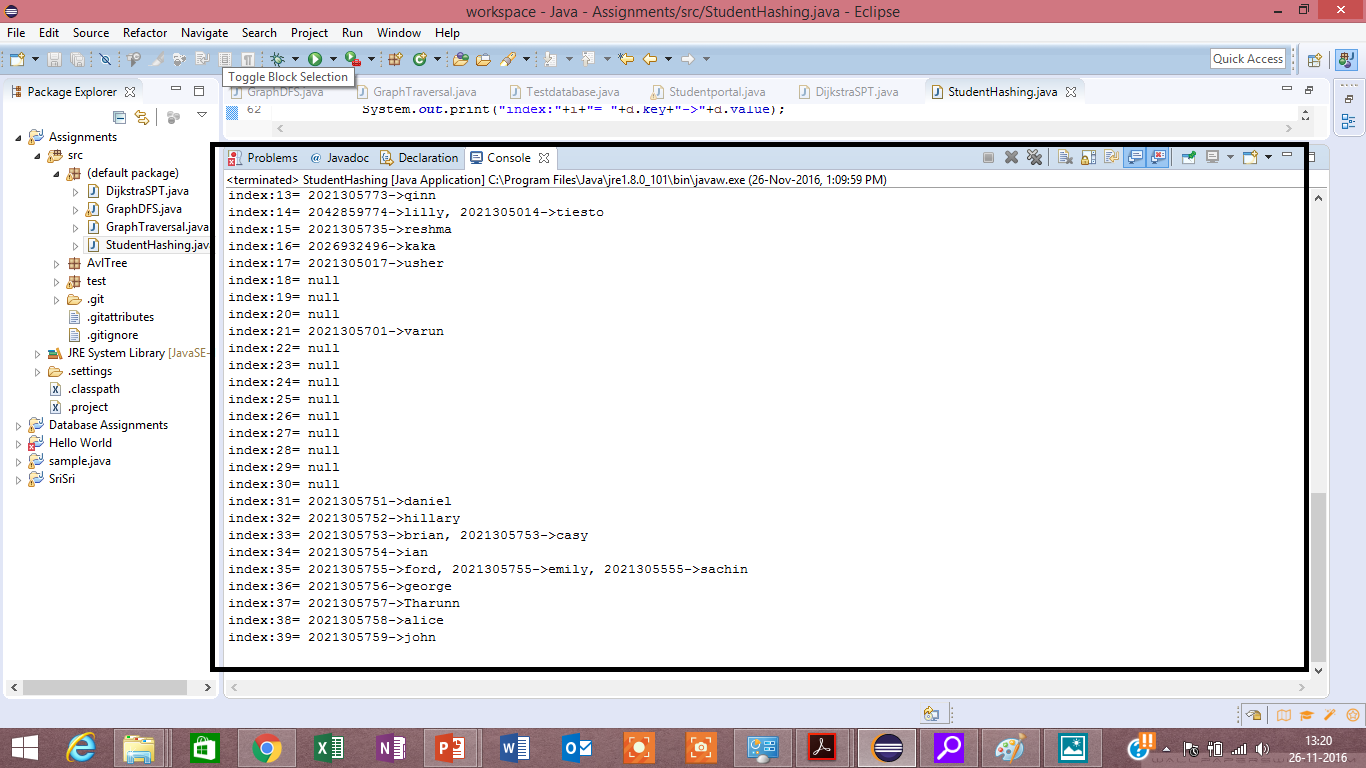 workspace - Java - Assignments/src/StudentHashing.java - Eclipse
File Edit Source Refactor Navigate Search Project Run Window Help
Quick Access
Toggle Block Selection
Package Explorer
GraphDFS.java GraphTraversal.java Testdatabase.java Studentportal.java DijkstraSPT.java StudentHashing.java
62 System.out.print("index:"+i+"= "+d.key+"->"+d.value);
Assignments
src
(default package)
DijkstraSPT.java
GraphDFS.java
GraphTraversal.java
StudentHashing.java
AvlTree
test
.git
.gitattributes
.gitignore
JRE System Library [JavaSE-
.settings
.classpath
.project
Database Assignments
Hello World
sample.java
SriSri
Problems @ Javadoc Declaration Console
<terminated> StudentHashing [Java Application] C:\Program Files\Java\jre1.8.0_101\bin\javaw.exe (26-Nov-2016, 1:09:59 PM)
index:13= 2021305773->qinn
index:14= 2042859774->lilly, 2021305014->tiesto
index:15= 2021305735->reshma
index:16= 2026932496->kaka
index:17= 2021305017->usher
index:18= null
index:19= null
index:20= null
index:21= 2021305701->varun
index:22= null
index:23= null
index:24= null
index:25= null
index:26= null
index:27= null
index:28= null
index:29= null
index:30= null
index:31= 2021305751->daniel
index:32= 2021305752->hillary
index:33= 2021305753->brian, 2021305753->casy
index:34= 2021305754->ian
index:35= 2021305755->ford, 2021305755->emily, 2021305555->sachin
index:36= 2021305756->george
index:37= 2021305757->Tharunn
index:38= 2021305758->alice
index:39= 2021305759->john
13:20
26-11-2016